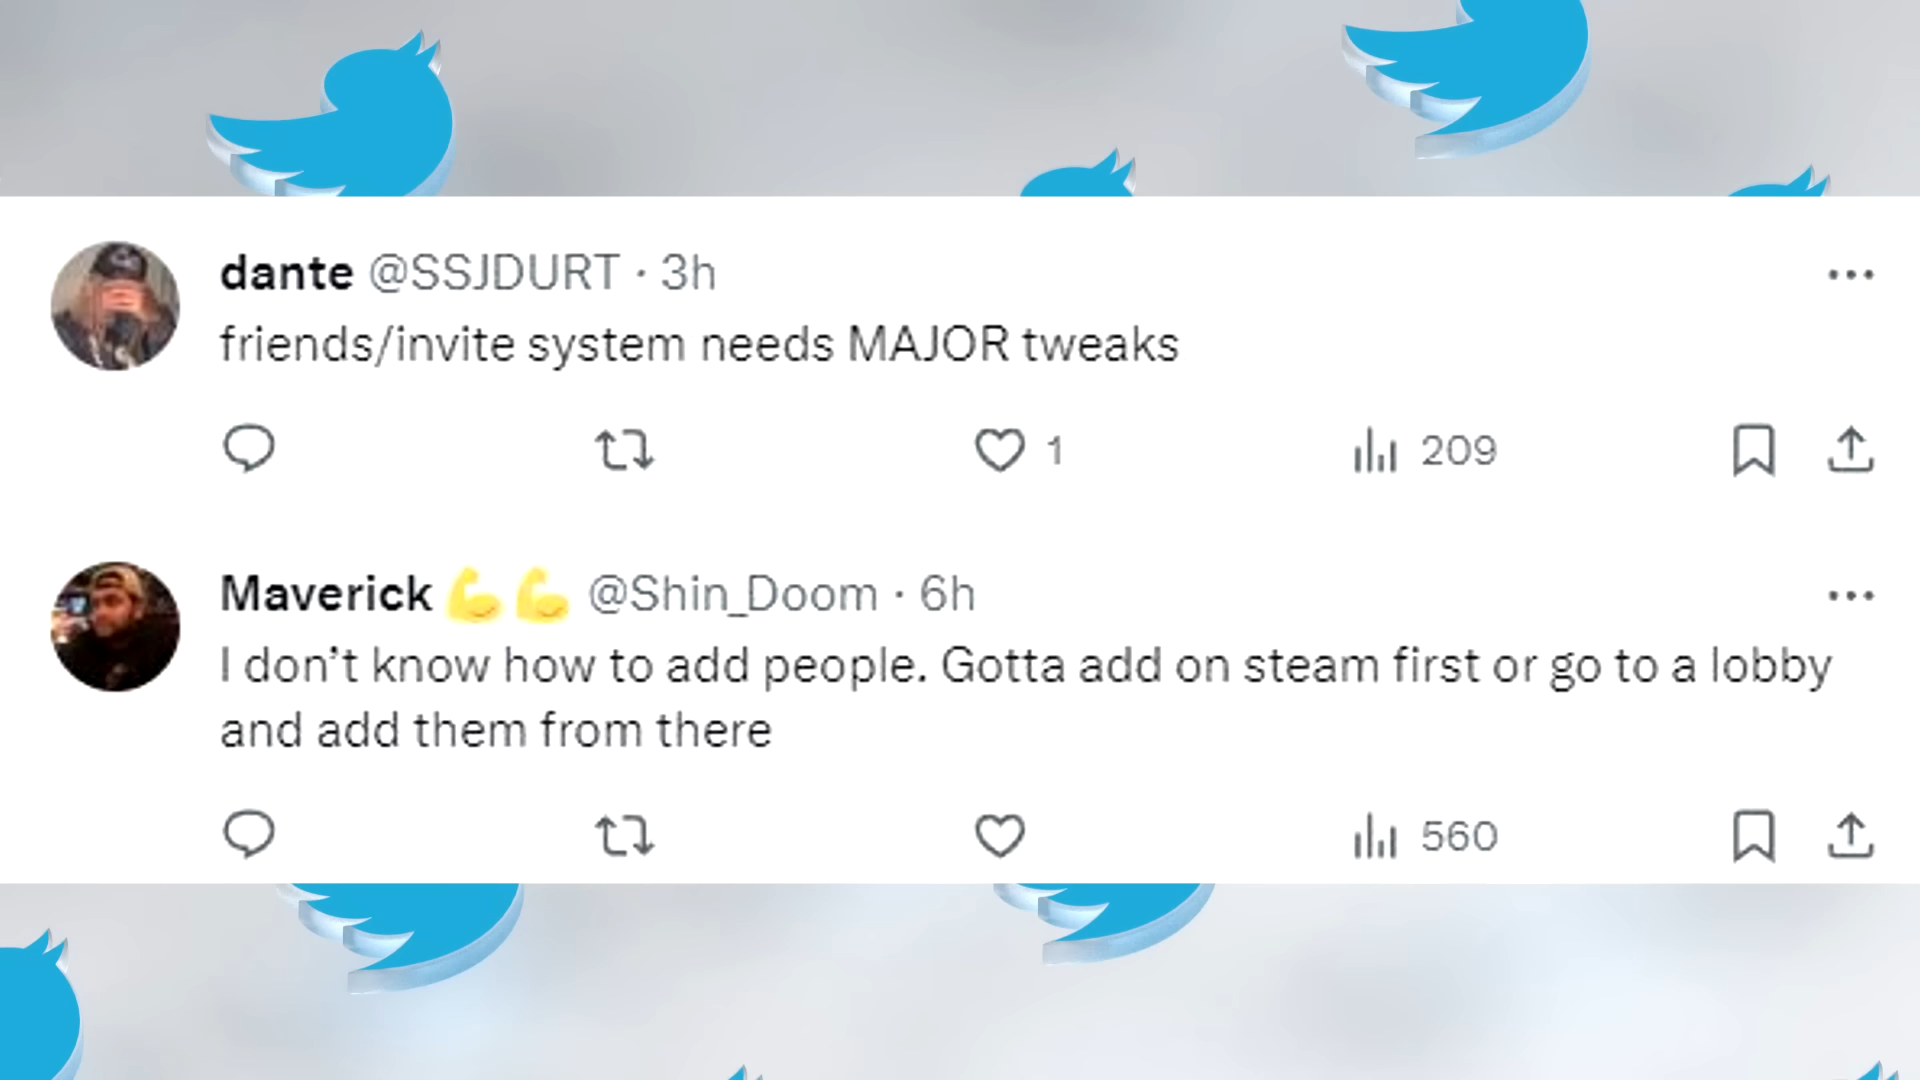 dante @SSJDURT · 3h
friends/invite system needs MAJOR tweaks
1 209
Maverick 💪💪 @Shin_Doom · 6h
I don't know how to add people. Gotta add on steam first or go to a lobby
and add them from there
560